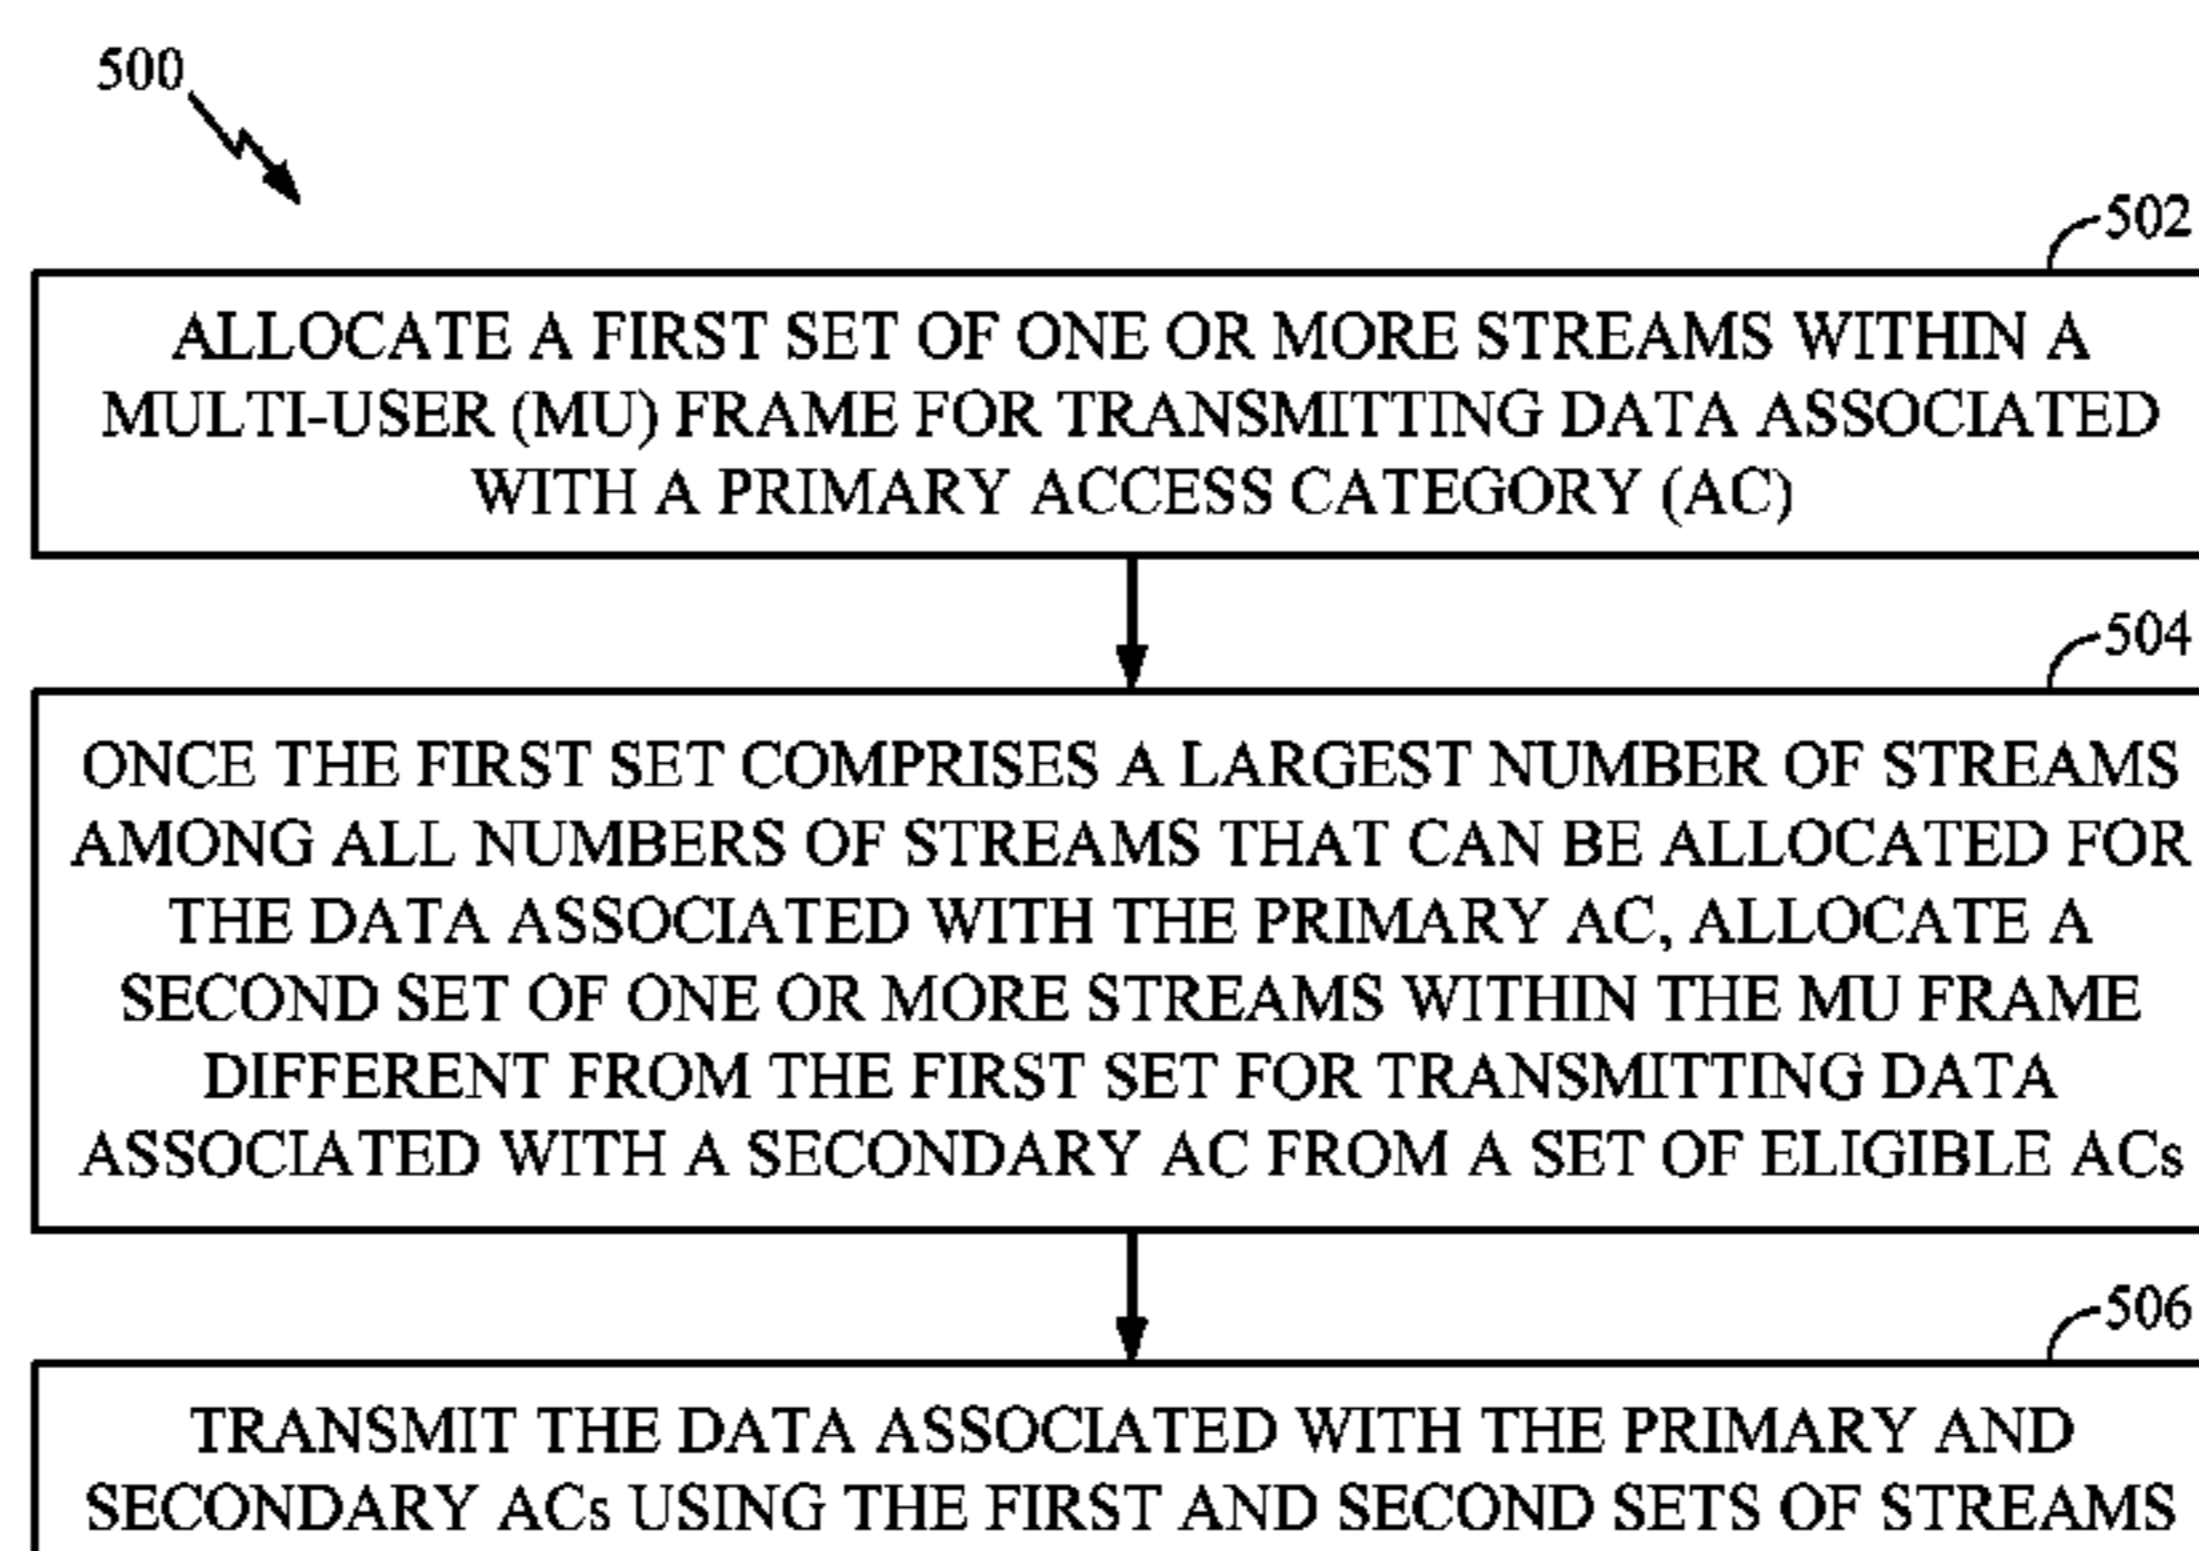 500
502
ALLOCATE A FIRST SET OF ONE OR MORE STREAMS WITHIN A
MULTI-USER (MU) FRAME FOR TRANSMITTING DATA ASSOCIATED
WITH A PRIMARY ACCESS CATEGORY (AC)
504
ONCE THE FIRST SET COMPRISES A LARGEST NUMBER OF STREAMS
AMONG ALL NUMBERS OF STREAMS THAT CAN BE ALLOCATED FOR
THE DATA ASSOCIATED WITH THE PRIMARY AC, ALLOCATE A
SECOND SET OF ONE OR MORE STREAMS WITHIN THE MU FRAME
DIFFERENT FROM THE FIRST SET FOR TRANSMITTING DATA
ASSOCIATED WITH A SECONDARY AC FROM A SET OF ELIGIBLE ACs
506
TRANSMIT THE DATA ASSOCIATED WITH THE PRIMARY AND
SECONDARY ACs USING THE FIRST AND SECOND SETS OF STREAMS